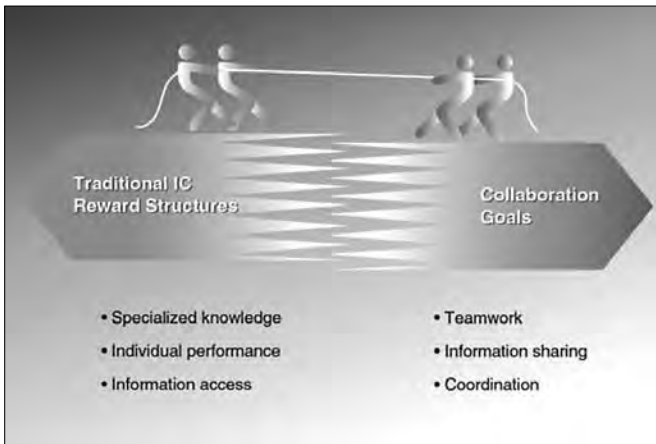 Traditional IC
Reward Structures
Collaboration
Goals
• Specialized knowledge
• Individual performance
• Information access
• Teamwork
• Information sharing
• Coordination